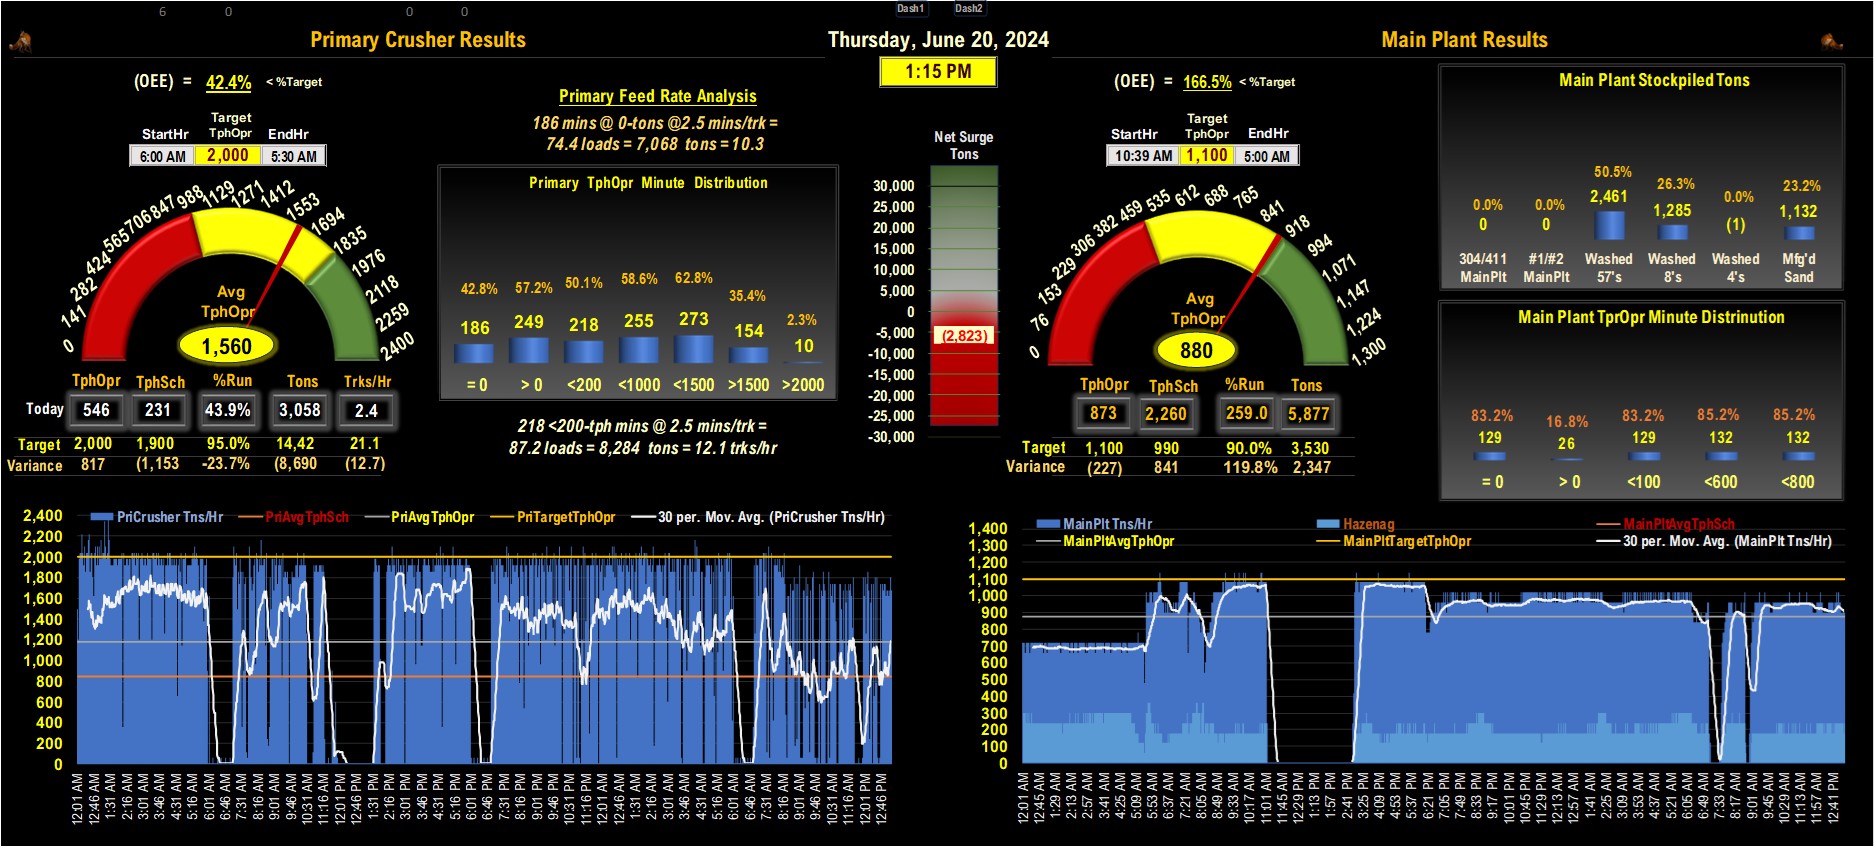 6 0 0 0 Dash1 Dash2
Primary Crusher Results
Thursday, June 20, 2024
Main Plant Results
1:15 PM
(OEE) = 42.4% < %Target
Target
StartHr TphOpr EndHr
6:00 AM 2,000 5:30 AM
0 141 282 424 565 706 847 988 1129 1271 1412 1553 1694 1835 1976 2118 2259 2400
Avg
TphOpr
1,560
TphOpr TphSch %Run Tons Trks/Hr
Today 546 231 43.9% 3,058 2.4
Target 2,000 1,900 95.0% 14,42 21.1
Variance 817 (1,153 -23.7% (8,690 (12.7)
Primary Feed Rate Analysis
186 mins @ 0-tons @2.5 mins/trk =
74.4 loads = 7,068 tons = 10.3
Primary TphOpr Minute Distribution
42.8% 57.2% 50.1% 58.6% 62.8% 35.4% 2.3%
186 249 218 255 273 154 10
= 0 > 0 <200 <1000 <1500 >1500 >2000
218 <200-tph mins @ 2.5 mins/trk =
87.2 loads = 8,284 tons = 12.1 trks/hr
Net Surge
Tons
30,000
25,000
20,000
15,000
10,000
5,000
0
-5,000
(2,823)
-10,000
-15,000
-20,000
-25,000
-30,000
(OEE) = 166.5% < %Target
Target
StartHr TphOpr EndHr
10:39 AM 1,100 5:00 AM
0 76 153 229 306 382 459 535 612 688 765 841 918 994 1,071 1,147 1,224 1,300
Avg
TphOpr
880
TphOpr TphSch %Run Tons
873 2,260 259.0 5,877
Target 1,100 990 90.0% 3,530
Variance (227) 841 119.8% 2,347
Main Plant Stockpiled Tons
0.0% 0.0% 50.5% 26.3% 0.0% 23.2%
0 0 2,461 1,285 (1) 1,132
304/411 #1/#2 Washed Washed Washed Mfg'd
MainPlt MainPlt 57's 8's 4's Sand
Main Plant TprOpr Minute Distrinution
83.2% 16.8% 83.2% 85.2% 85.2%
129 26 129 132 132
= 0 > 0 <100 <600 <800
PriCrusher Tns/Hr PriAvgTphSch PriAvgTphOpr PriTargetTphOpr 30 per. Mov. Avg. (PriCrusher Tns/Hr)
2,400
2,200
2,000
1,800
1,600
1,400
1,200
1,000
800
600
400
200
0
12:01 AM 12:46 AM 1:31 AM 2:16 AM 3:01 AM 3:46 AM 4:31 AM 5:16 AM 6:01 AM 6:46 AM 7:31 AM 8:16 AM 9:01 AM 9:46 AM 10:31 AM 11:16 AM 12:01 PM 12:46 PM 1:31 PM 2:16 PM 3:01 PM 3:46 PM 4:31 PM 5:16 PM 6:01 PM 6:46 PM 7:31 PM 8:16 PM 9:01 PM 9:46 PM 10:31 PM 11:16 PM 12:01 AM 12:46 AM 1:31 AM 2:16 AM 3:01 AM 3:46 AM 4:31 AM 5:16 AM 6:01 AM 6:46 AM 7:31 AM 8:16 AM 9:01 AM 9:46 AM 10:31 AM 11:16 AM 12:01 PM 12:46 PM
MainPlt Tns/Hr Hazenag MainPltAvgTphSch
MainPltAvgTphOpr MainPltTargetTphOpr 30 per. Mov. Avg. (MainPlt Tns/Hr)
1,400
1,300
1,200
1,100
1,000
900
800
700
600
500
400
300
200
100
0
12:01 AM 12:45 AM 1:29 AM 2:13 AM 3:41 AM 4:25 AM 5:09 AM 5:53 AM 6:37 AM 7:21 AM 8:05 AM 8:49 AM 9:33 AM 10:17 AM 11:01 AM 11:45 AM 12:29 PM 1:13 PM 1:57 PM 2:41 PM 3:25 PM 4:09 PM 4:53 PM 5:37 PM 6:21 PM 7:05 PM 7:49 PM 8:33 PM 9:17 PM 10:01 PM 10:45 PM 11:29 PM 12:13 AM 12:57 AM 1:41 AM 2:25 AM 3:09 AM 3:53 AM 4:37 AM 5:21 AM 6:05 AM 6:49 AM 7:33 AM 8:17 AM 9:01 AM 9:45 AM 10:29 AM 11:13 AM 11:57 AM 12:41 PM